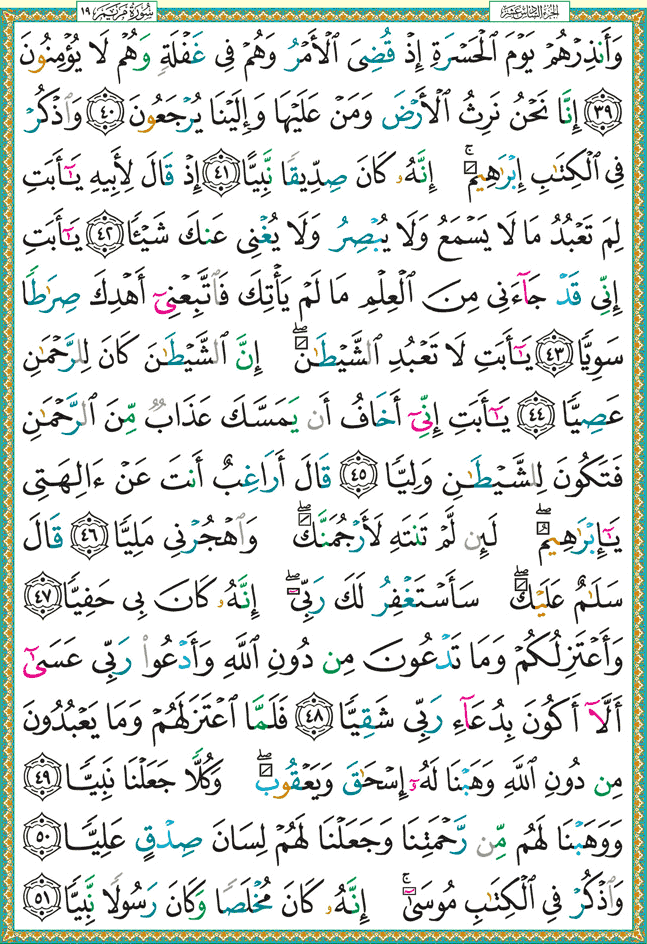 الجزء السادس عشر
سورة مريم ١٩
وَأَنذِرْهُمْ يَوْمَ ٱلْحَسْرَةِ إِذْ قُضِىَ ٱلْأَمْرُ وَهُمْ فِى غَفْلَةٍ وَهُمْ لَا يُؤْمِنُونَ
﴿٣٩﴾ إِنَّا نَحْنُ نَرِثُ ٱلْأَرْضَ وَمَنْ عَلَيْهَا وَإِلَيْنَا يُرْجَعُونَ ﴿٤٠﴾ وَٱذْكُرْ
فِى ٱلْكِتَٰبِ إِبْرَٰهِيمَ ۚ إِنَّهُۥ كَانَ صِدِّيقًا نَّبِيًّا ﴿٤١﴾ إِذْ قَالَ لِأَبِيهِ يَٰٓأَبَتِ
لِمَ تَعْبُدُ مَا لَا يَسْمَعُ وَلَا يُبْصِرُ وَلَا يُغْنِى عَنكَ شَيْـًٔا ﴿٤٢﴾ يَٰٓأَبَتِ
إِنِّى قَدْ جَآءَنِى مِنَ ٱلْعِلْمِ مَا لَمْ يَأْتِكَ فَٱتَّبِعْنِىٓ أَهْدِكَ صِرَٰطًا
سَوِيًّا ﴿٤٣﴾ يَٰٓأَبَتِ لَا تَعْبُدِ ٱلشَّيْطَٰنَ ۖ إِنَّ ٱلشَّيْطَٰنَ كَانَ لِلرَّحْمَٰنِ
عَصِيًّا ﴿٤٤﴾ يَٰٓأَبَتِ إِنِّىٓ أَخَافُ أَن يَمَسَّكَ عَذَابٌ مِّنَ ٱلرَّحْمَٰنِ
فَتَكُونَ لِلشَّيْطَٰنِ وَلِيًّا ﴿٤٥﴾ قَالَ أَرَاغِبٌ أَنتَ عَنْ ءَالِهَتِى
يَٰٓإِبْرَٰهِيمُ ۖ لَئِن لَّمْ تَنتَهِ لَأَرْجُمَنَّكَ ۖ وَٱهْجُرْنِى مَلِيًّا ﴿٤٦﴾ قَالَ
سَلَٰمٌ عَلَيْكَ ۖ سَأَسْتَغْفِرُ لَكَ رَبِّىٓ ۖ إِنَّهُۥ كَانَ بِى حَفِيًّا ﴿٤٧﴾
وَأَعْتَزِلُكُمْ وَمَا تَدْعُونَ مِن دُونِ ٱللَّهِ وَأَدْعُوا۟ رَبِّى عَسَىٰٓ
أَلَّآ أَكُونَ بِدُعَآءِ رَبِّى شَقِيًّا ﴿٤٨﴾ فَلَمَّا ٱعْتَزَلَهُمْ وَمَا يَعْبُدُونَ
مِن دُونِ ٱللَّهِ وَهَبْنَا لَهُۥٓ إِسْحَٰقَ وَيَعْقُوبَ ۖ وَكُلًّا جَعَلْنَا نَبِيًّا ﴿٤٩﴾
وَوَهَبْنَا لَهُم مِّن رَّحْمَتِنَا وَجَعَلْنَا لَهُمْ لِسَانَ صِدْقٍ عَلِيًّا ﴿٥٠﴾
وَٱذْكُرْ فِى ٱلْكِتَٰبِ مُوسَىٰٓ ۚ إِنَّهُۥ كَانَ مُخْلَصًا وَكَانَ رَسُولًا نَّبِيًّا ﴿٥١﴾